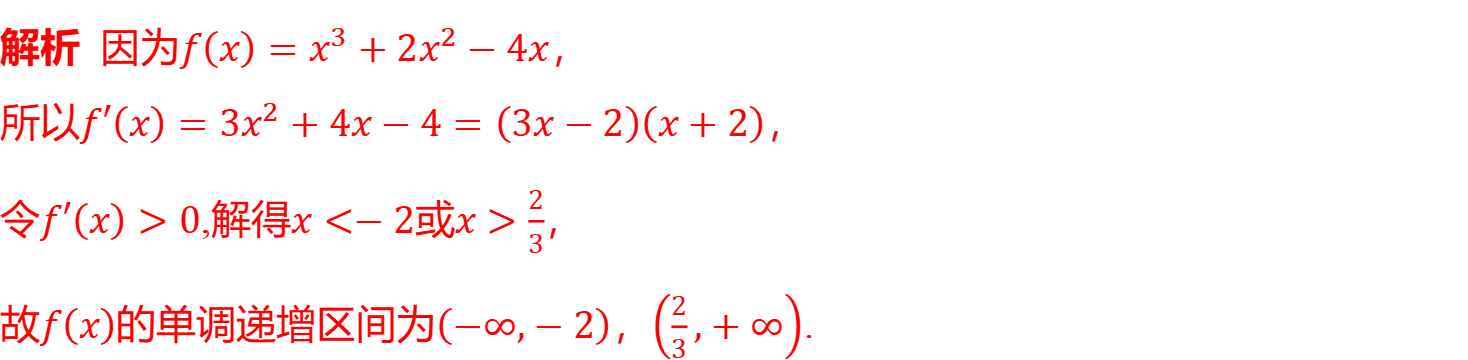 解析 因为f(x) = x³ + 2x² − 4x,
所以f′(x) = 3x² + 4x − 4 = (3x − 2)(x + 2),
令f′(x) > 0,解得x <− 2或x > 2/3,
故f(x)的单调递增区间为(−∞, − 2), (2/3, + ∞).